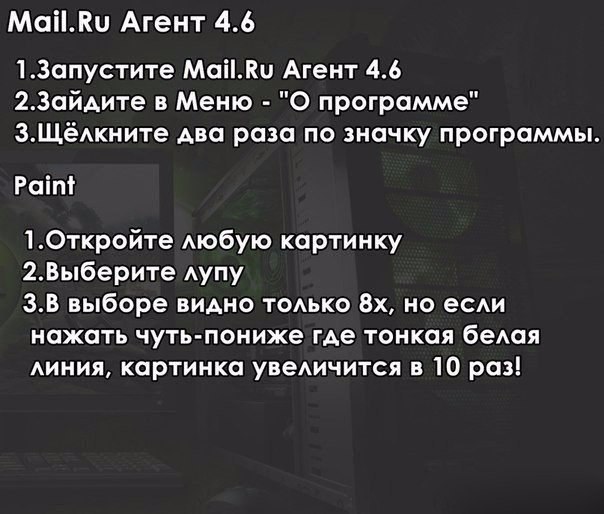 Mail.Ru Агент 4.6
1.Запустите Mail.Ru Агент 4.6
2.Зайдите в Меню - "О программе"
3.Щёлкните два раза по значку программы.
Paint
1.Откройте любую картинку
2.Выберите лупу
3.В выборе видно только 8x, но если
нажать чуть-пониже где тонкая белая
линия, картинка увеличится в 10 раз!